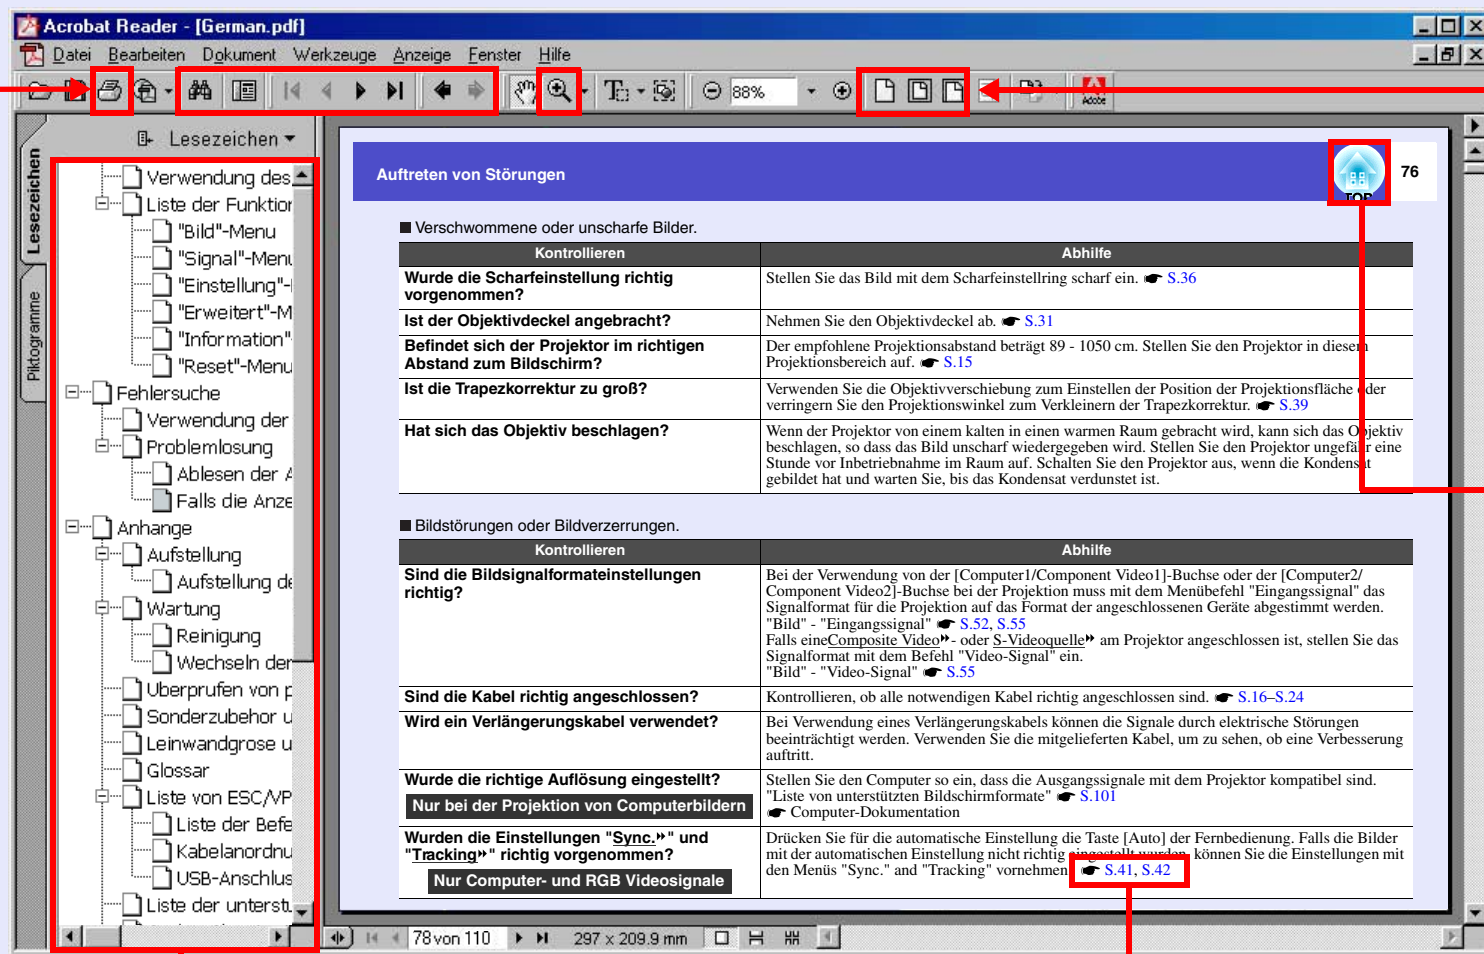 Acrobat Reader - [German.pdf]
Datei Bearbeiten Dokument Werkzeuge Anzeige Fenster Hilfe
88%
Adobe
Lesezeichen
Piktogramme
Lesezeichen
Verwendung des
Liste der Funktion
"Bild"-Menu
"Signal"-Menu
"Einstellung"-
"Erweitert"-M
"Information"
"Reset"-Menu
Fehlersuche
Verwendung der
Problemlosung
Ablesen der A
Falls die Anze
Anhange
Aufstellung
Aufstellung de
Wartung
Reinigung
Wechseln der
Uberprufen von p
Sonderzubehor u
Leinwandgrose u
Glossar
Liste von ESC/VP
Liste der Befe
Kabelanordnu
USB-Anschlus
Liste der unterstu
Auftreten von Störungen
TOP
76
■ Verschwommene oder unscharfe Bilder.
Kontrollieren Abhilfe
Wurde die Scharfeinstellung richtig
vorgenommen?
Stellen Sie das Bild mit dem Scharfeinstellring scharf ein. ☛ S.36
Ist der Objektivdeckel angebracht?
Nehmen Sie den Objektivdeckel ab. ☛ S.31
Befindet sich der Projektor im richtigen
Abstand zum Bildschirm?
Der empfohlene Projektionsabstand beträgt 89 - 1050 cm. Stellen Sie den Projektor in diesem
Projektionsbereich auf. ☛ S.15
Ist die Trapezkorrektur zu groß?
Verwenden Sie die Objektivverschiebung zum Einstellen der Position der Projektionsfläche oder
verringern Sie den Projektionswinkel zum Verkleinern der Trapezkorrektur. ☛ S.39
Hat sich das Objektiv beschlagen?
Wenn der Projektor von einem kalten in einen warmen Raum gebracht wird, kann sich das Objektiv
beschlagen, so dass das Bild unscharf wiedergegeben wird. Stellen Sie den Projektor ungefähr eine
Stunde vor Inbetriebnahme im Raum auf. Schalten Sie den Projektor aus, wenn die Kondensat
gebildet hat und warten Sie, bis das Kondensat verdunstet ist.
■ Bildstörungen oder Bildverzerrungen.
Kontrollieren Abhilfe
Sind die Bildsignalformateinstellungen
richtig?
Bei der Verwendung von der [Computer1/Component Video1]-Buchse oder der [Computer2/
Component Video2]-Buchse bei der Projektion muss mit dem Menübefehl "Eingangssignal" das
Signalformat für die Projektion auf das Format der angeschlossenen Geräte abgestimmt werden.
"Bild" - "Eingangssignal" ☛ S.52, S.55
Falls eineComposite Video▸▸- oder S-Videoquelle▸▸ am Projektor angeschlossen ist, stellen Sie das
Signalformat mit dem Befehl "Video-Signal" ein.
"Bild" - "Video-Signal" ☛ S.55
Sind die Kabel richtig angeschlossen?
Kontrollieren, ob alle notwendigen Kabel richtig angeschlossen sind. ☛ S.16–S.24
Wird ein Verlängerungskabel verwendet?
Bei Verwendung eines Verlängerungskabels können die Signale durch elektrische Störungen
beeinträchtigt werden. Verwenden Sie die mitgelieferten Kabel, um zu sehen, ob eine Verbesserung
auftritt.
Wurde die richtige Auflösung eingestellt?
Nur bei der Projektion von Computerbildern
Stellen Sie den Computer so ein, dass die Ausgangssignale mit dem Projektor kompatibel sind.
"Liste von unterstützten Bildschirmformate" ☛ S.101
☛ Computer-Dokumentation
Wurden die Einstellungen "Sync.▸▸" und
"Tracking▸▸" richtig vorgenommen?
Nur Computer- und RGB Videosignale
Drücken Sie für die automatische Einstellung die Taste [Auto] der Fernbedienung. Falls die Bilder
mit der automatischen Einstellung nicht richtig eingestellt wurden, können Sie die Einstellungen mit
den Menüs "Sync." and "Tracking" vornehmen ☛ S.41, S.42
78 von 110 297 x 209.9 mm